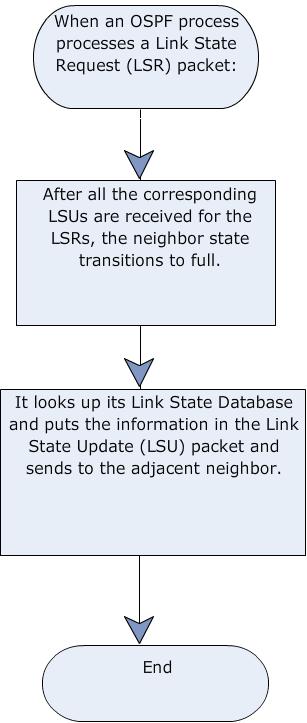 When an OSPF process
processes a Link State
Request (LSR) packet:
After all the corresponding
LSUs are received for the
LSRs, the neighbor state
transitions to full.
It looks up its Link State Database
and puts the information in the Link
State Update (LSU) packet and
sends to the adjacent neighbor.
End